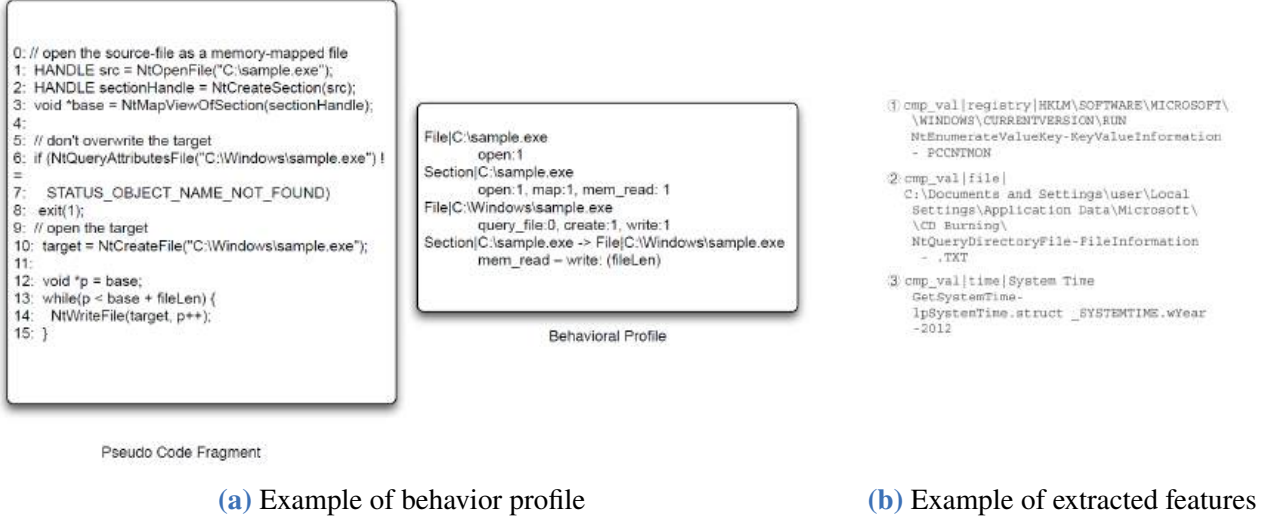 0: // open the source-file as a memory-mapped file
1: HANDLE src = NtOpenFile("C:\sample.exe");
2: HANDLE sectionHandle = NtCreateSection(src);
3: void *base = NtMapViewOfSection(sectionHandle);
4:
5: // don't overwrite the target
6: if (NtQueryAttributesFile("C:\Windows\sample.exe") !
=
7: STATUS_OBJECT_NAME_NOT_FOUND)
8: exit(1);
9: // open the target
10: target = NtCreateFile("C:\Windows\sample.exe");
11:
12: void *p = base;
13: while(p < base + fileLen) {
14: NtWriteFile(target, p++);
15: }
Pseudo Code Fragment
File|C:\sample.exe
open:1
Section|C:\sample.exe
open:1, map:1, mem_read: 1
File|C:\Windows\sample.exe
query_file:0, create:1, write:1
Section|C:\sample.exe -> File|C:\Windows\sample.exe
mem_read – write: (fileLen)
Behavioral Profile
(a) Example of behavior profile
① cmp_val|registry|HKLM\SOFTWARE\MICROSOFT\
\WINDOWS\CURRENTVERSION\RUN
NtEnumerateValueKey-KeyValueInformation
- PCCNTMON
② cmp_val|file|
C:\Documents and Settings\user\Local
Settings\Application Data\Microsoft\
\CD Burning\
NtQueryDirectoryFile-FileInformation
- .TXT
③ cmp_val|time|System Time
GetSystemTime-
lpSystemTime.struct _SYSTEMTIME.wYear
-2012
(b) Example of extracted features